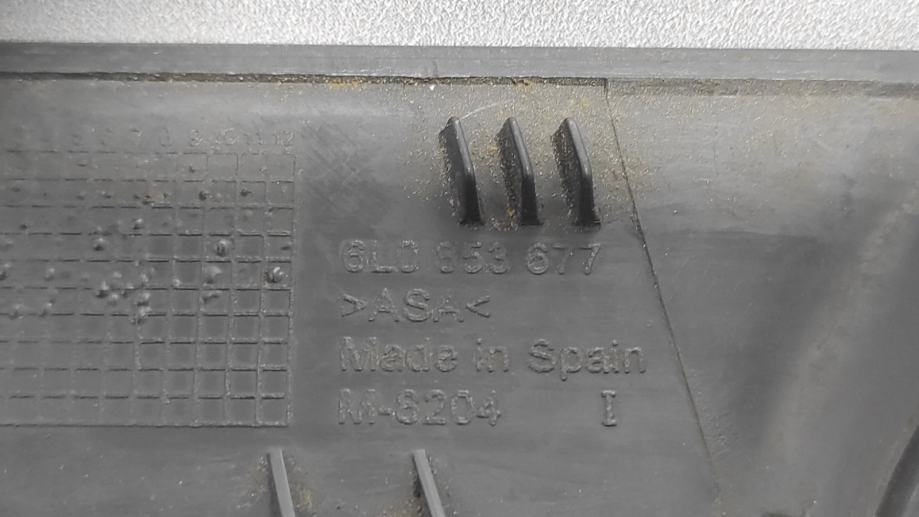 6L0 853 677
>ASA<
Made in Spain
M-8204 I